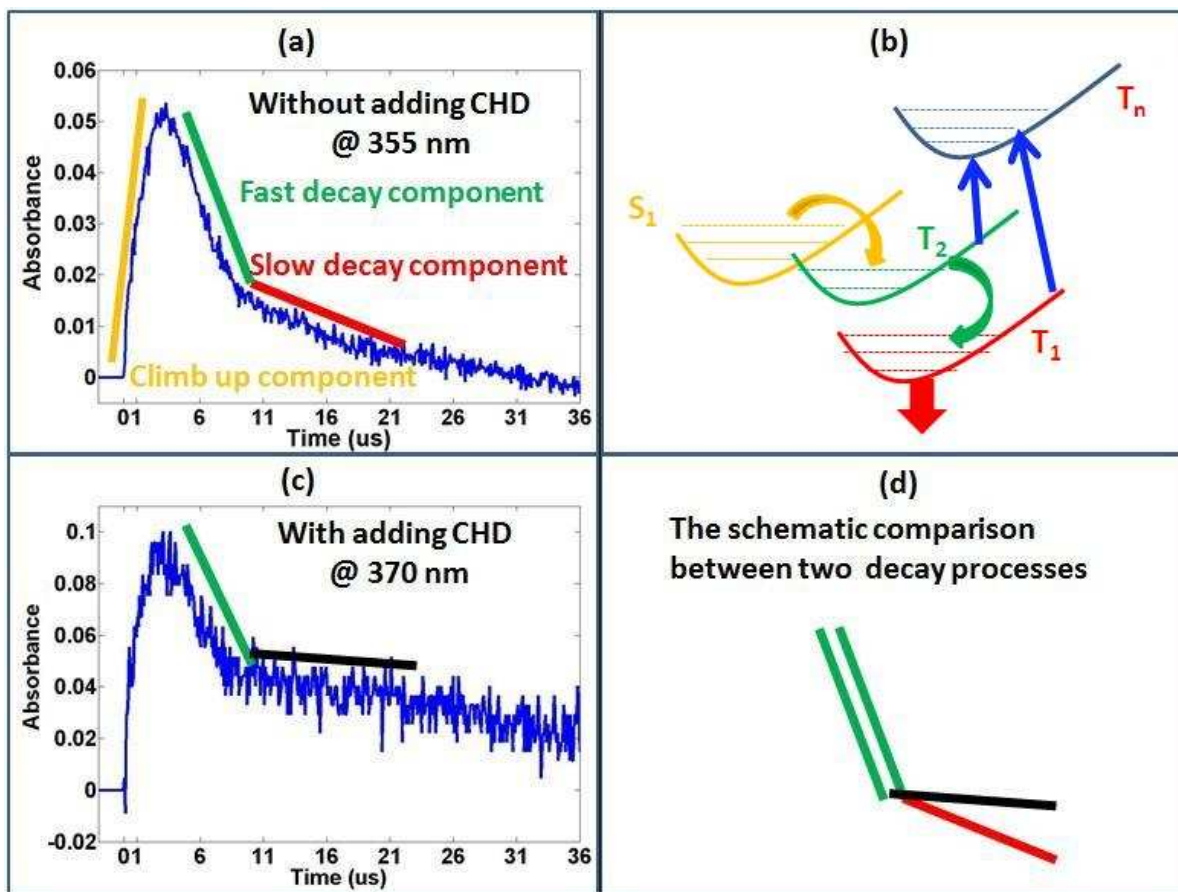 (a)
0.06
0.05
0.04
0.03
0.02
0.01
0
Absorbance
Without adding CHD
@ 355 nm
Fast decay component
Slow decay component
Climb up component
01 6 11 16 21 26 31 36
Time (us)
(b)
Tn
S1
T2
T1
(c)
0.1
0.08
0.06
0.04
0.02
0
-0.02
Absorbance
With adding CHD
@ 370 nm
01 6 11 16 21 26 31 36
Time (us)
(d)
The schematic comparison
between two decay processes